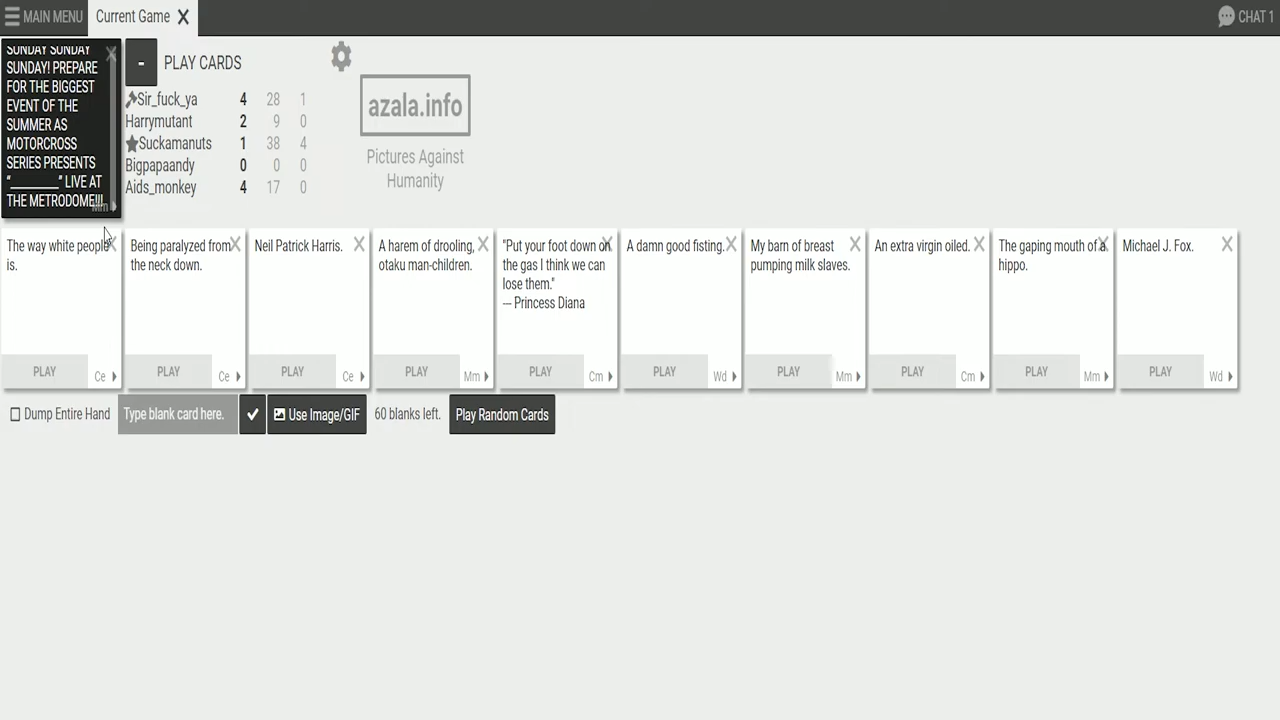 MAIN MENU
Current Game
CHAT 1
SUNDAY SUNDAY
SUNDAY! PREPARE
FOR THE BIGGEST
EVENT OF THE
SUMMER AS
MOTORCROSS
SERIES PRESENTS
"________" LIVE AT
THE METRODOME!!!
Mm
- PLAY CARDS
Sir_fuck_ya 4 28 1
Harrymutant 2 9 0
Suckamanuts 1 38 4
Bigpapaandy 0 0 0
Aids_monkey 4 17 0
azala.info
Pictures Against
Humanity
The way white people
is.
PLAY Ce
Being paralyzed from
the neck down.
PLAY Ce
Neil Patrick Harris.
PLAY Ce
A harem of drooling,
otaku man-children.
PLAY Mm
"Put your foot down on
the gas I think we can
lose them."
--- Princess Diana
PLAY Cm
A damn good fisting.
PLAY Wd
My barn of breast
pumping milk slaves.
PLAY Mm
An extra virgin oiled.
PLAY Cm
The gaping mouth of a
hippo.
PLAY Mm
Michael J. Fox.
PLAY Wd
Dump Entire Hand
Type blank card here.
Use Image/GIF
60 blanks left.
Play Random Cards